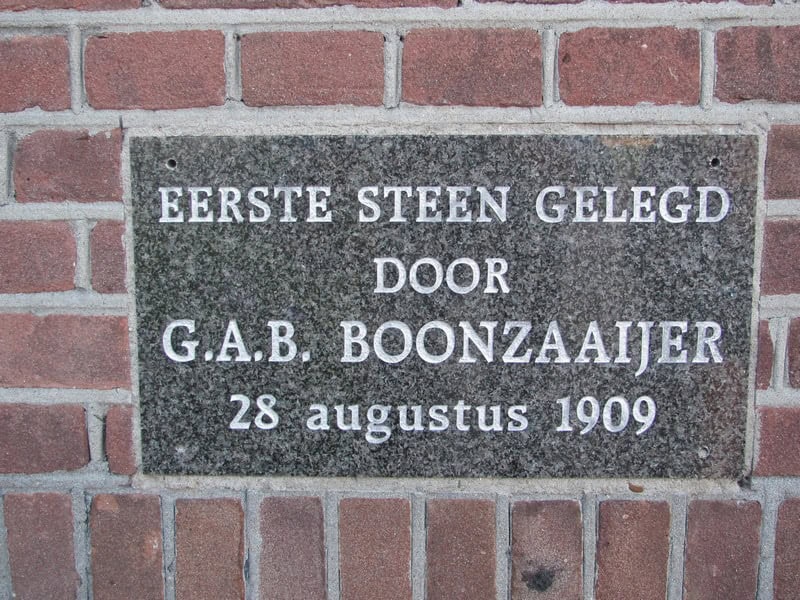 EERSTE STEEN GELEGD
DOOR
G.A.B. BOONZAAIJER
28 augustus 1909